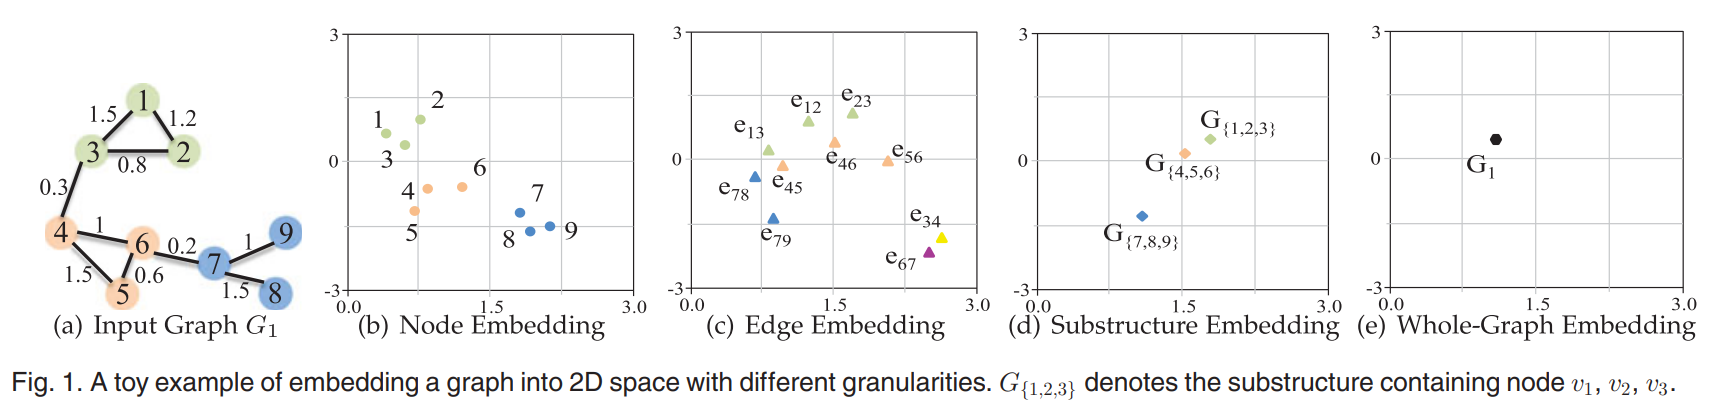 1
1.5
1.2
3
2
0.8
0.3
4
1
6
0.2
7
1
9
1.5
0.6
5
1.5
8
(a) Input Graph G₁
3
0
-3
0.0
1.5
3.0
1
2
3
4
5
6
7
8
9
(b) Node Embedding
3
0
-3
0.0
1.5
3.0
e₁₂
e₂₃
e₁₃
e₄₆
e₅₆
e₇₈
e₄₅
e₇₉
e₃₄
e₆₇
(c) Edge Embedding
3
0
-3
0.0
1.5
3.0
G{1,2,3}
G{4,5,6}
G{7,8,9}
(d) Substructure Embedding
3
0
-3
0.0
1.5
3.0
G₁
(e) Whole-Graph Embedding
Fig. 1. A toy example of embedding a graph into 2D space with different granularities. G{1,2,3} denotes the substructure containing node v₁, v₂, v₃.